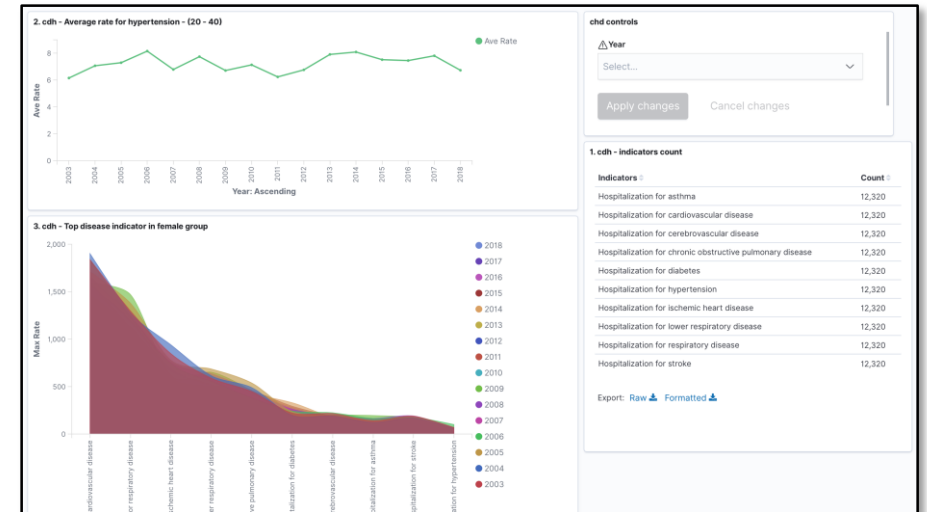 2. cdh - Average rate for hypertension - (20 - 40)
Ave Rate
8
6
4
2
0
Ave Rate
2003 2004 2005 2006 2007 2008 2009 2010 2011 2012 2013 2014 2015 2016 2017 2018
Year: Ascending
chd controls
Year
Select...
Apply changes Cancel changes
1. cdh - indicators count
Indicators Count
Hospitalization for asthma 12,320
Hospitalization for cardiovascular disease 12,320
Hospitalization for cerebrovascular disease 12,320
Hospitalization for chronic obstructive pulmonary disease 12,320
Hospitalization for diabetes 12,320
Hospitalization for hypertension 12,320
Hospitalization for ischemic heart disease 12,320
Hospitalization for lower respiratory disease 12,320
Hospitalization for respiratory disease 12,320
Hospitalization for stroke 12,320
Export: Raw Formatted
3. cdh - Top disease indicator in female group
2,000
1,500
1,000
500
0
Max Rate
2018
2017
2016
2015
2014
2013
2012
2011
2010
2009
2008
2007
2006
2005
2004
2003
ardiovascular disease
or respiratory disease
schemic heart disease
er respiratory disease
ve pulmonary disease
italization for diabetes
rebrovascular disease
pitalization for asthma
spitalization for stroke
ation for hypertension